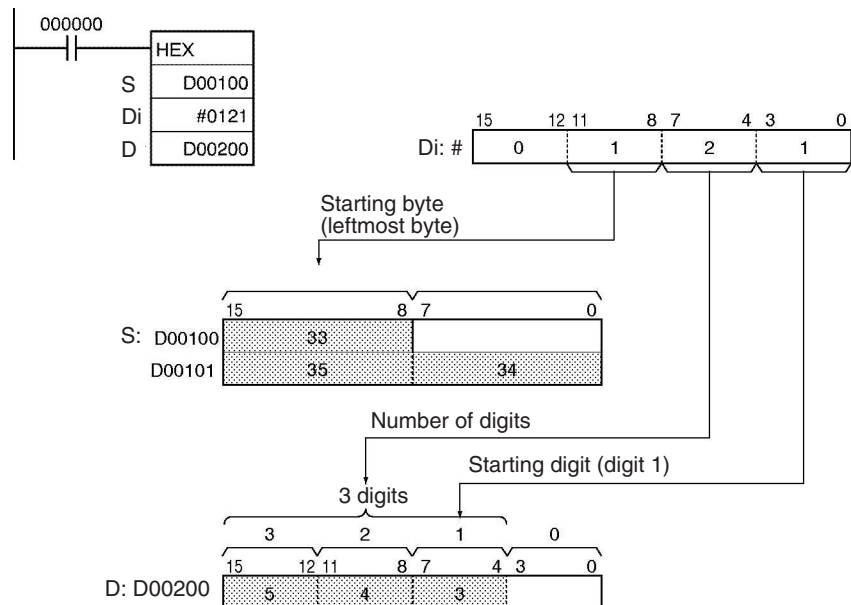 000000
HEX
S D00100
Di #0121
D D00200
15 12 11 8 7 4 3 0
Di: # 0 1 2 1
Starting byte
(leftmost byte)
15 8 7 0
S: D00100 33
D00101 35 34
Number of digits
Starting digit (digit 1)
3 digits
3 2 1 0
15 12 11 8 7 4 3 0
D: D00200 5 4 3